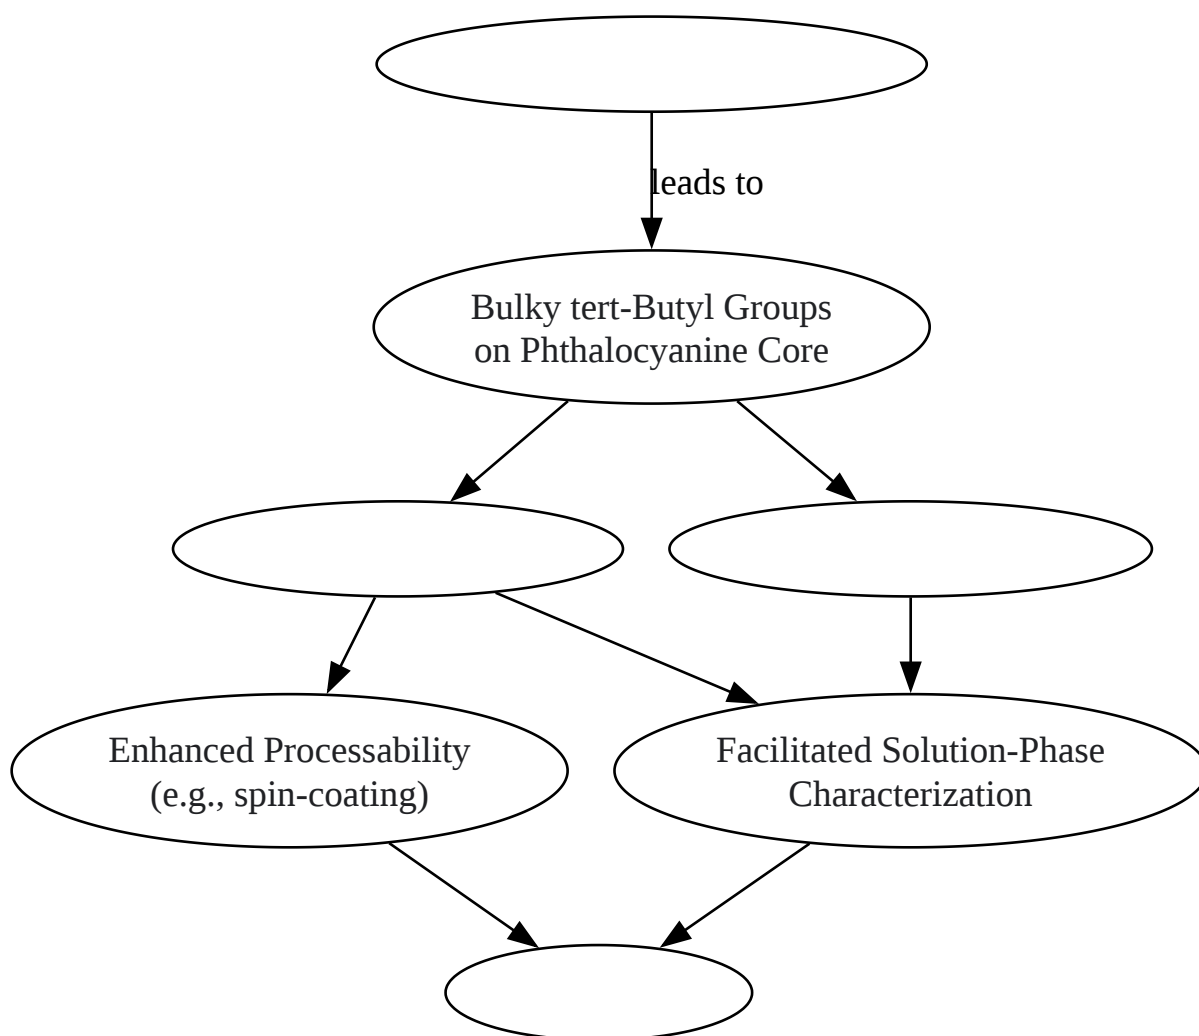 leads to
Bulky tert-Butyl Groups
on Phthalocyanine Core
Enhanced Processability
(e.g., spin-coating)
Facilitated Solution-Phase
Characterization